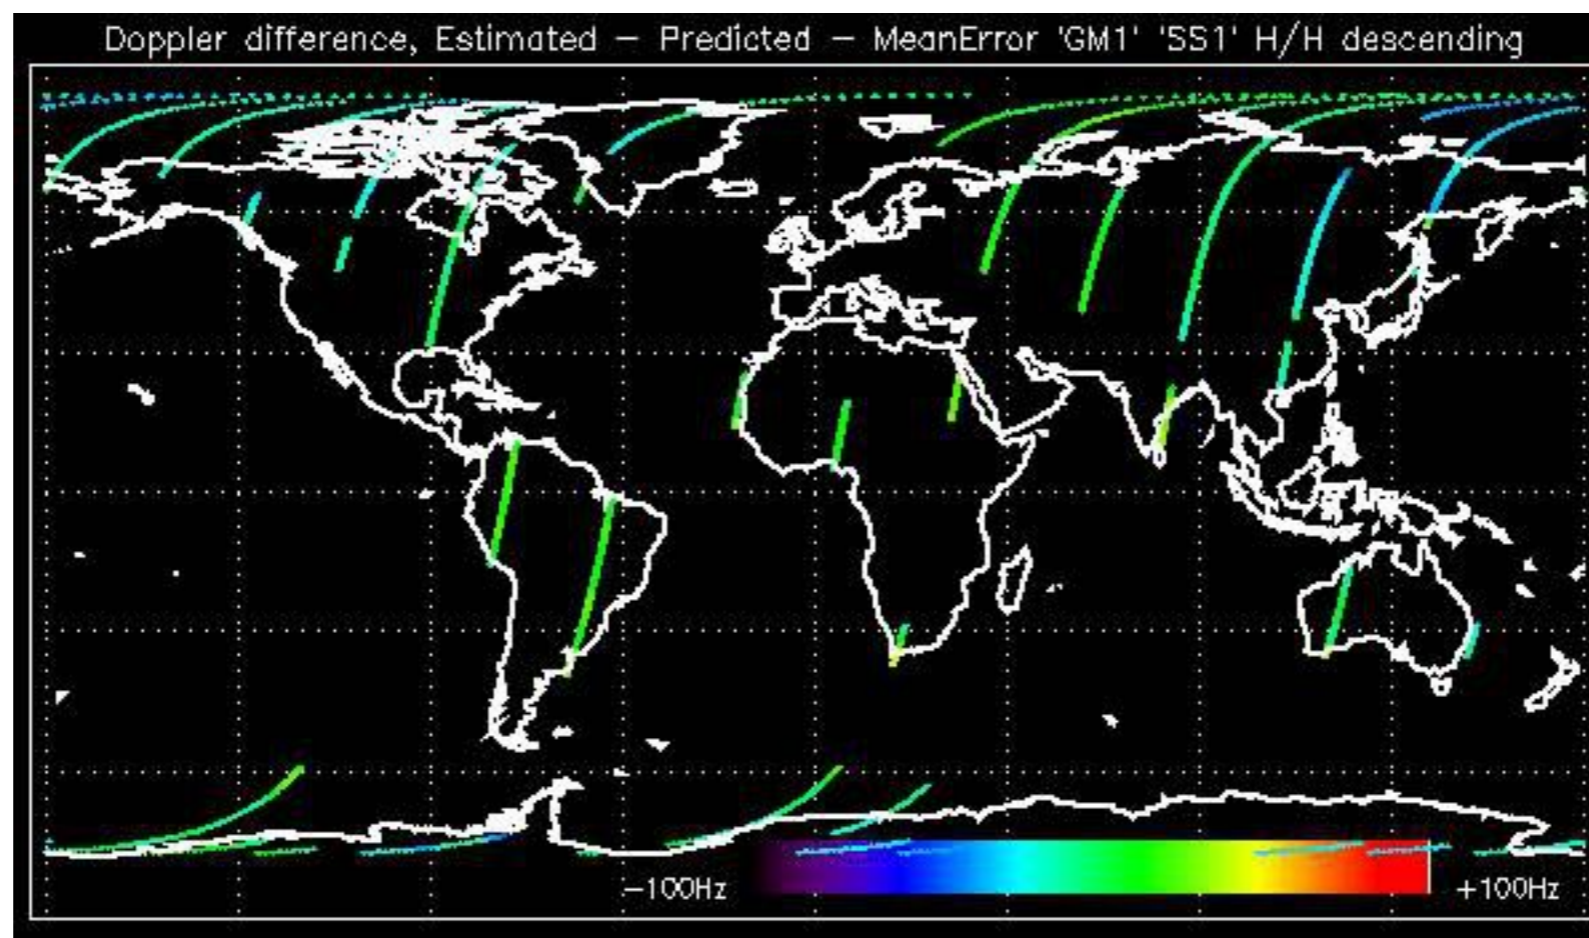 Doppler difference, Estimated – Predicted – MeanError 'GM1' 'SS1' H/H descending
–100Hz
+100Hz